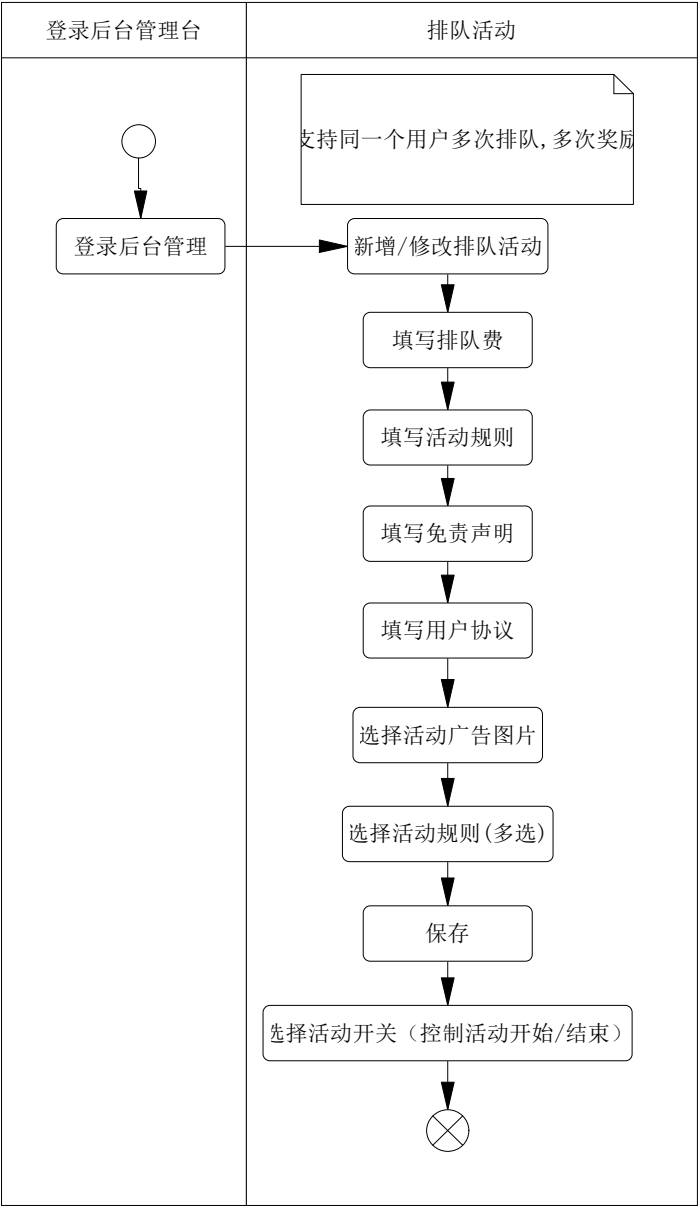 登录后台管理台
排队活动
支持同一个用户多次排队,多次奖励
登录后台管理
新增/修改排队活动
填写排队费
填写活动规则
填写免责声明
填写用户协议
选择活动广告图片
选择活动规则(多选)
保存
选择活动开关（控制活动开始/结束）